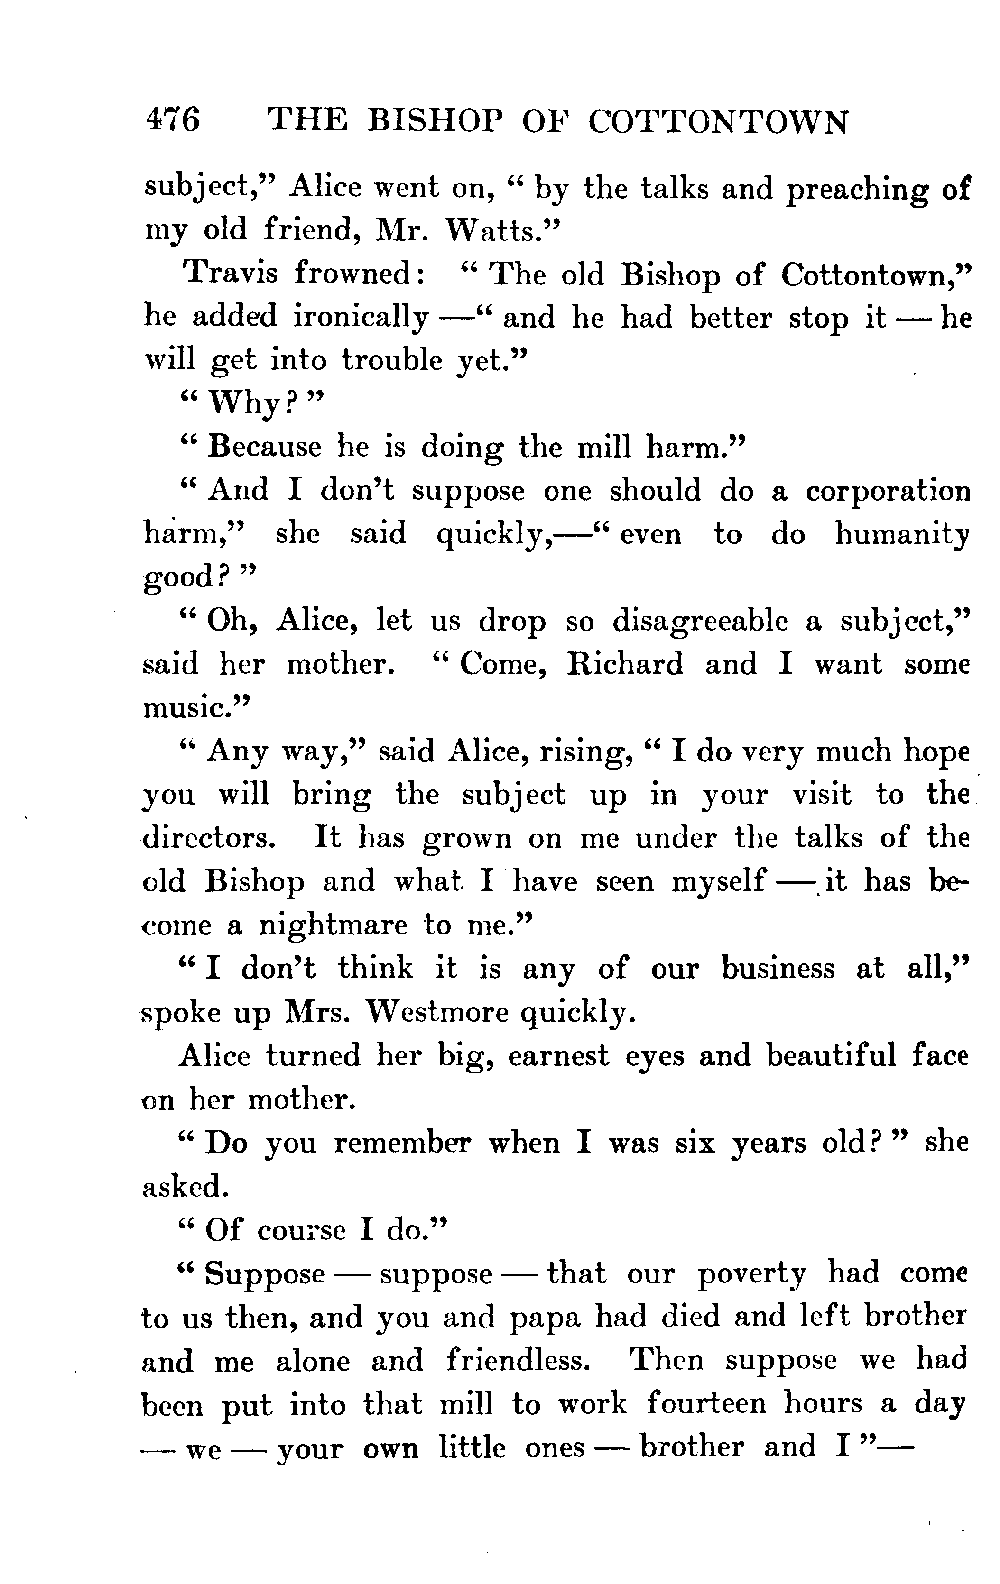 476 THE BISHOP OF COTTONTOWN
subject,” Alice went on, “ by the talks and preaching of
my old friend, Mr. Watts.”
Travis frowned: “ The old Bishop of Cottontown,”
he added ironically —“ and he had better stop it — he
will get into trouble yet.”
“ Why? ”
“ Because he is doing the mill harm.”
“ And I don’t suppose one should do a corporation
harm,” she said quickly,—“ even to do humanity
good? ”
“ Oh, Alice, let us drop so disagreeable a subject,”
said her mother. “ Come, Richard and I want some
music.”
“ Any way,” said Alice, rising, “ I do very much hope
you will bring the subject up in your visit to the
directors. It has grown on me under the talks of the
old Bishop and what I have seen myself — it has be-
come a nightmare to me.”
“ I don’t think it is any of our business at all,”
spoke up Mrs. Westmore quickly.
Alice turned her big, earnest eyes and beautiful face
on her mother.
“ Do you remember when I was six years old? ” she
asked.
“ Of course I do.”
“ Suppose — suppose — that our poverty had come
to us then, and you and papa had died and left brother
and me alone and friendless. Then suppose we had
been put into that mill to work fourteen hours a day
— we — your own little ones — brother and I ”—